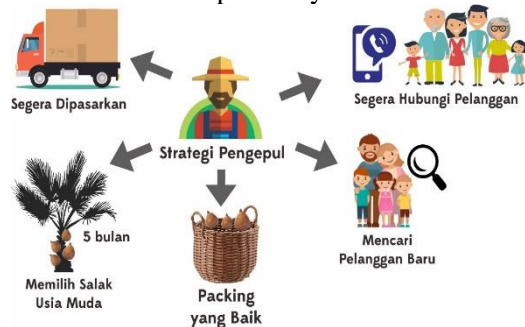 Segera Dipasarkan
Segera Hubungi Pelanggan
Strategi Pengepul
5 bulan
Memilih Salak
Usia Muda
Packing
yang Baik
Mencari
Pelanggan Baru